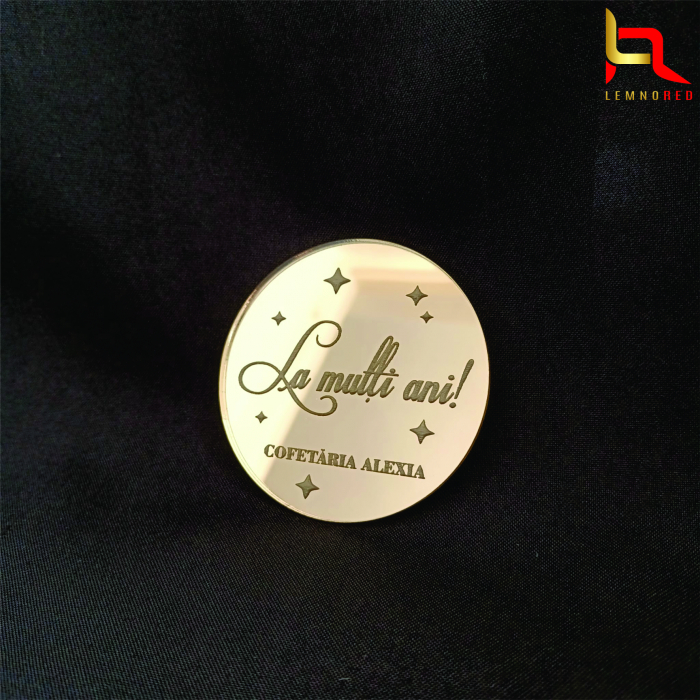 LEMNORED
La mulți ani!
COFETĂRIA ALEXIA